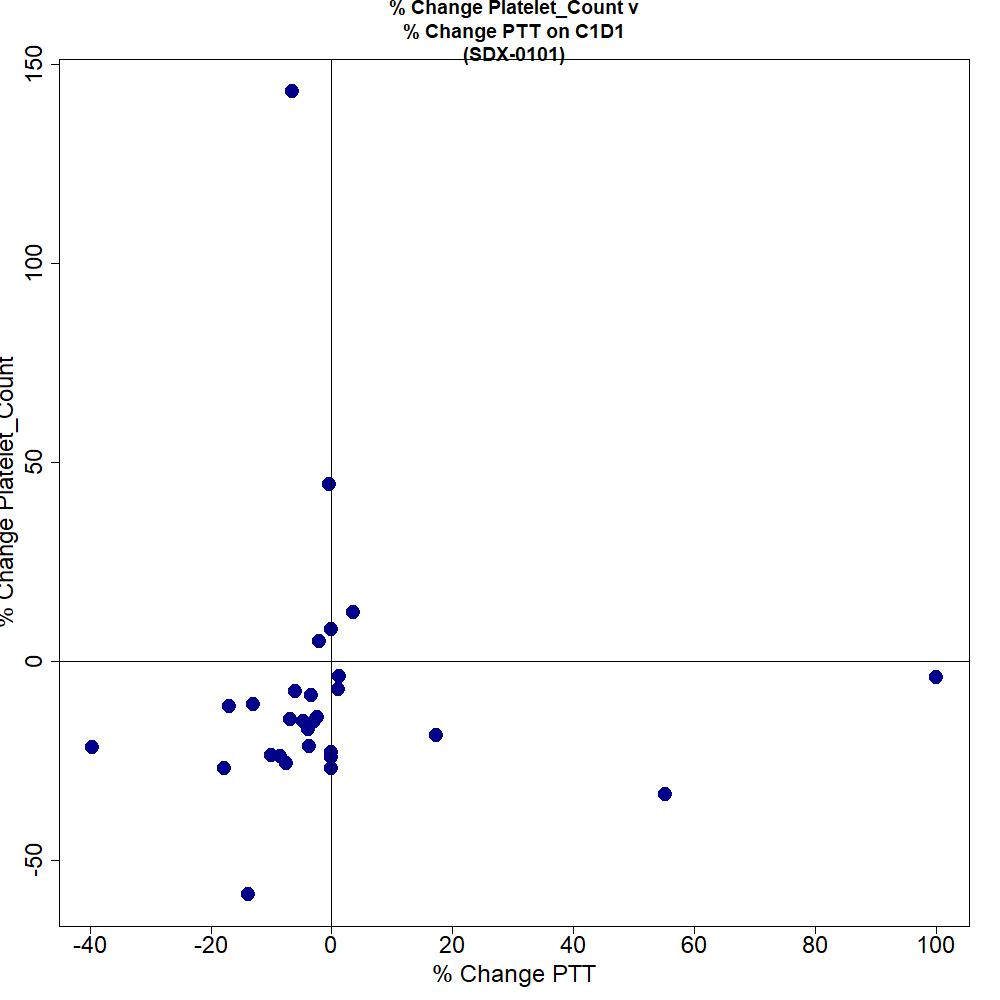 % Change Platelet_Count v
% Change PTT on C1D1
(SDX-0101)
150
100
50
0
-50
% Change Platelet_Count
-40
-20
0
20
40
60
80
100
% Change PTT